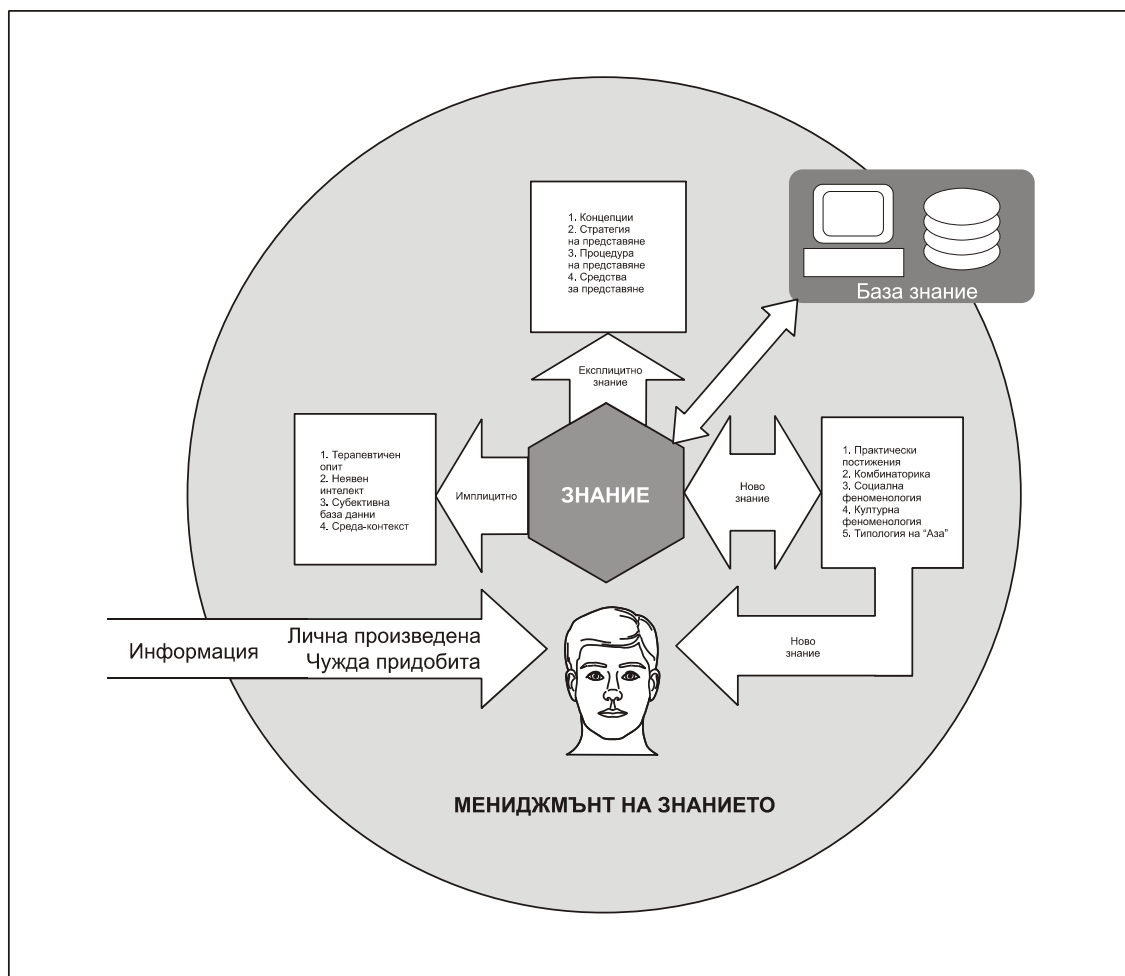 1. Концепции
2. Стратегия
на представяне
3. Процедура
на представяне
4. Средства
за представяне
База знание
Експлицитно
знание
1. Терапевтичен
опит
2. Неявен
интелект
3. Субективна
база данни
4. Среда-контекст
Имплицитно
ЗНАНИЕ
Ново
знание
1. Практически
постижения
2. Комбинаторика
3. Социална
феноменология
4. Културна
феноменология
5. Типология на “Аза”
Информация
Лична произведена
Чужда придобита
Ново
знание
МЕНИДЖМЪНТ НА ЗНАНИЕТО